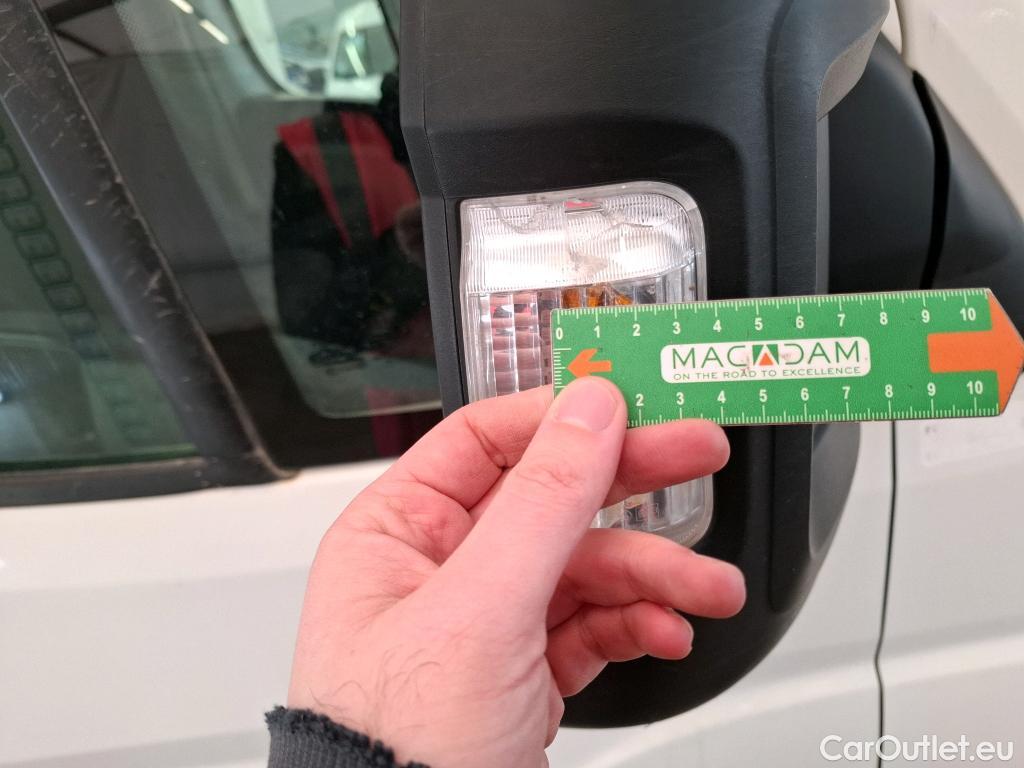 0 1 2 3 4 5 6 7 8 9 10
MACADAM
ON THE ROAD TO EXCELLENCE
2 3 4 5 6 7 8 9 10
CarOutlet.eu